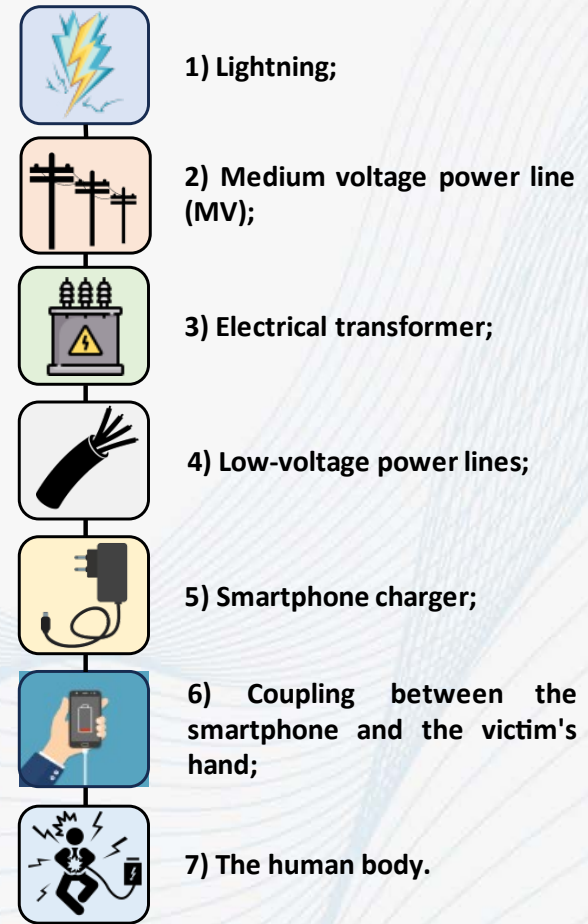 1) Lightning;
2) Medium voltage power line
(MV);
3) Electrical transformer;
4) Low-voltage power lines;
5) Smartphone charger;
6) Coupling between the
smartphone and the victim's
hand;
7) The human body.